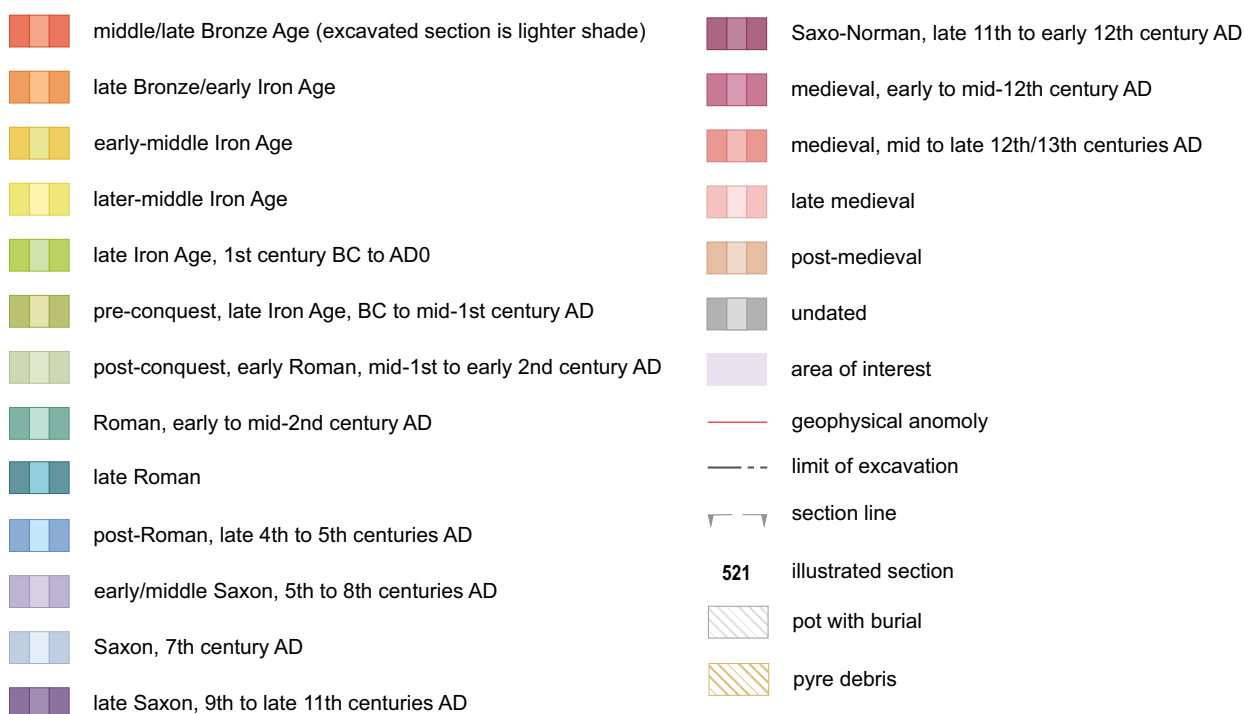 middle/late Bronze Age (excavated section is lighter shade)
late Bronze/early Iron Age
early-middle Iron Age
later-middle Iron Age
late Iron Age, 1st century BC to AD0
pre-conquest, late Iron Age, BC to mid-1st century AD
post-conquest, early Roman, mid-1st to early 2nd century AD
Roman, early to mid-2nd century AD
late Roman
post-Roman, late 4th to 5th centuries AD
early/middle Saxon, 5th to 8th centuries AD
Saxon, 7th century AD
late Saxon, 9th to late 11th centuries AD
Saxo-Norman, late 11th to early 12th century AD
medieval, early to mid-12th century AD
medieval, mid to late 12th/13th centuries AD
late medieval
post-medieval
undated
area of interest
geophysical anomoly
limit of excavation
section line
521 illustrated section
pot with burial
pyre debris